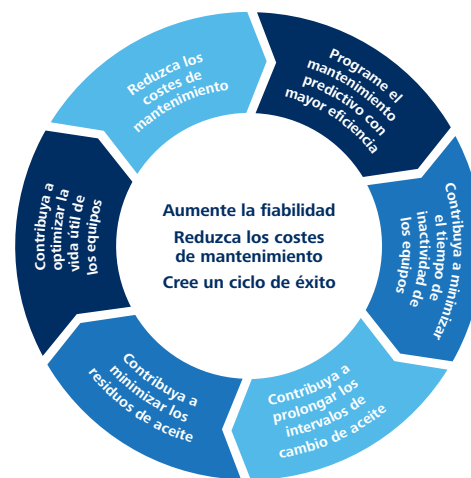 Reduzca los
costes de
mantenimiento
Programe el
mantenimiento
predictivo con
mayor eficiencia
Contribuya a minimizar
el tiempo de
inactividad de
los equipos
Contribuya a
prolongar los
intervalos de
cambio de aceite
Contribuya a
minimizar los
residuos de aceite
Contribuya a
optimizar la
vida útil de
los equipos
Aumente la fiabilidad
Reduzca los costes
de mantenimiento
Cree un ciclo de éxito